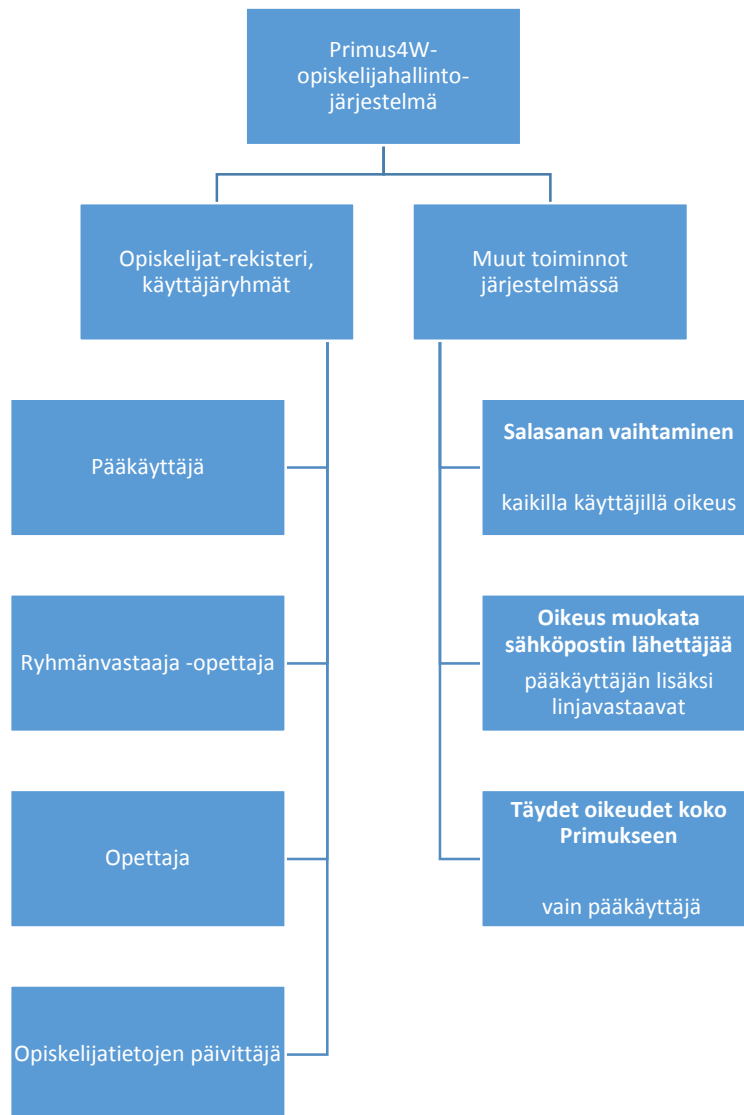 Primus4W-
opiskelijahallinto-
järjestelmä
Opiskelijat-rekisteri,
käyttäjäryhmät
Pääkäyttäjä
Ryhmänvastaaja -opettaja
Opettaja
Opiskelijatietojen päivittäjä
Muut toiminnot
järjestelmässä
Salasanan vaihtaminen
kaikilla käyttäjillä oikeus
Oikeus muokata
sähköpostin lähettäjää
pääkäyttäjän lisäksi
linjavastaavat
Täydet oikeudet koko
Primukseen
vain pääkäyttäjä